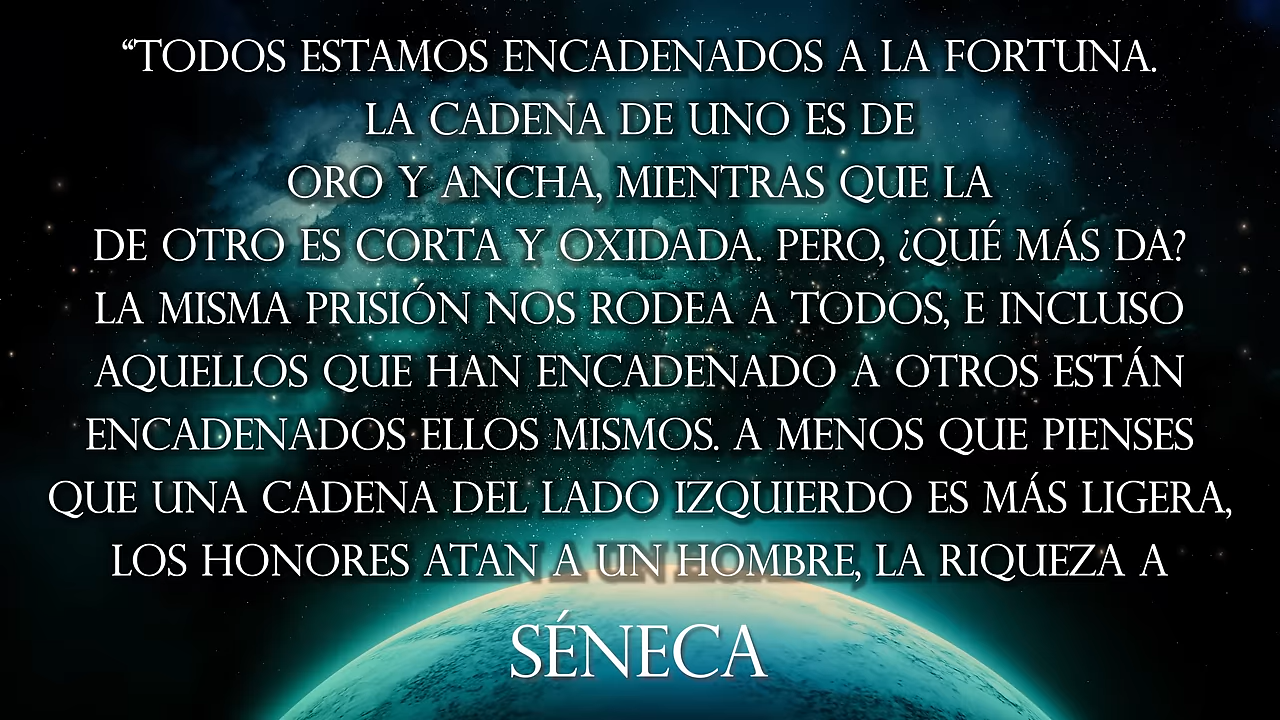 “TODOS ESTAMOS ENCADENADOS A LA FORTUNA.
LA CADENA DE UNO ES DE
ORO Y ANCHA, MIENTRAS QUE LA
DE OTRO ES CORTA Y OXIDADA. PERO, ¿QUÉ MÁS DA?
LA MISMA PRISIÓN NOS RODEA A TODOS, E INCLUSO
AQUELLOS QUE HAN ENCADENADO A OTROS ESTÁN
ENCADENADOS ELLOS MISMOS. A MENOS QUE PIENSES
QUE UNA CADENA DEL LADO IZQUIERDO ES MÁS LIGERA,
LOS HONORES ATAN A UN HOMBRE, LA RIQUEZA A
SÉNECA